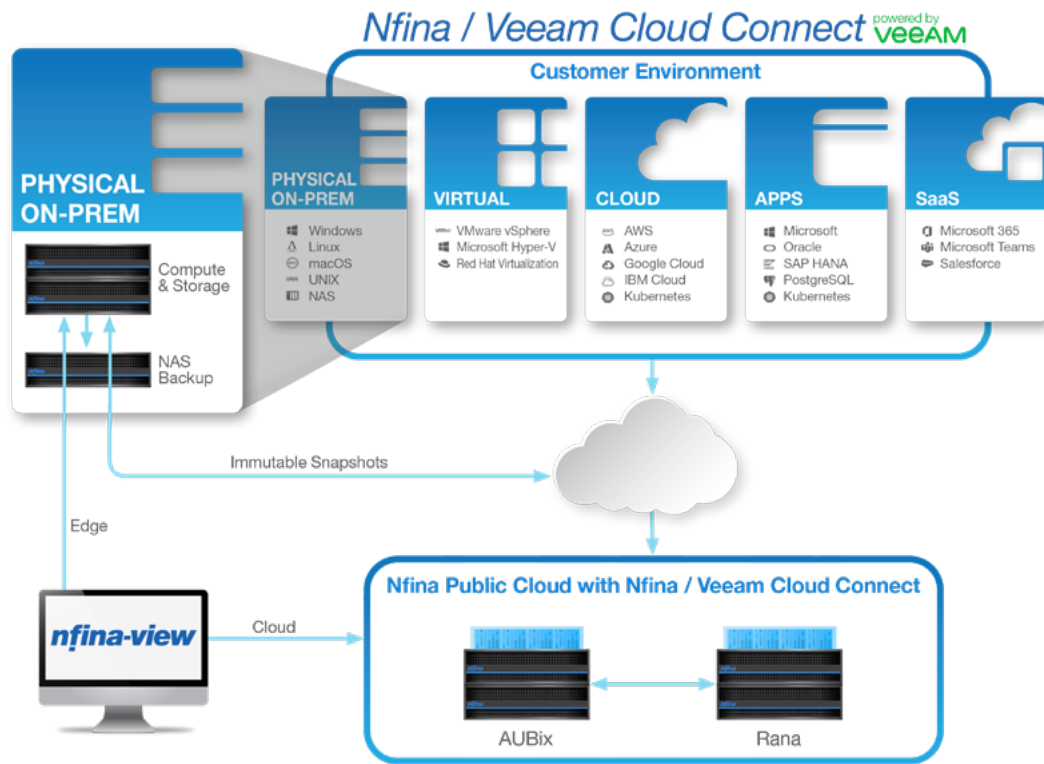 Nfina / Veeam Cloud Connect
powered by
veeAM
Customer Environment
PHYSICAL
ON-PREM
Compute
& Storage
NAS
Backup
PHYSICAL
ON-PREM
Windows
Linux
macOS
UNIX
UNIX
NAS
VIRTUAL
VMware vSphere
Microsoft Hyper-V
Red Hat Virtualization
CLOUD
AWS
Azure
Google Cloud
IBM Cloud
Kubernetes
APPS
Microsoft
Oracle
SAP HANA
PostgreSQL
Kubernetes
SaaS
Microsoft 365
Microsoft Teams
Salesforce
Immutable Snapshots
Edge
nfina-view
Cloud
Nfina Public Cloud with Nfina / Veeam Cloud Connect
AUBix
Rana